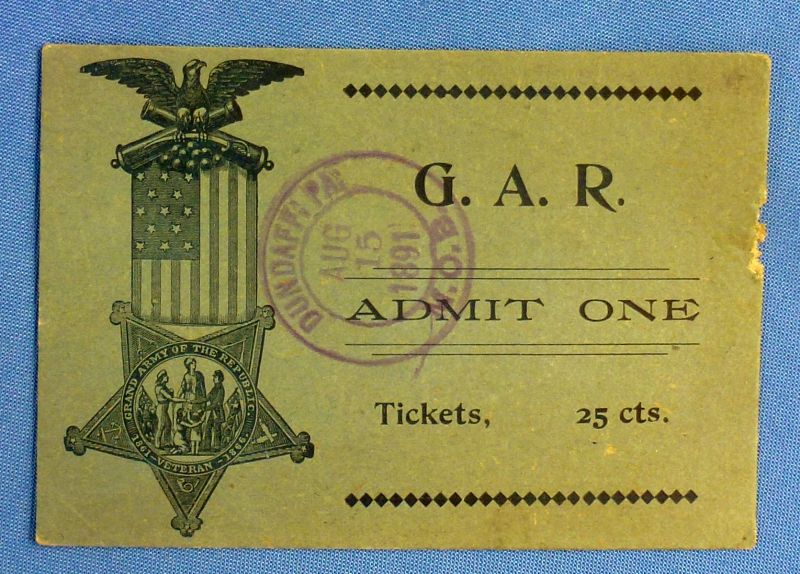 G. A. R.
ADMIT ONE
Tickets, 25 cts.
DUNDAFF, PA.
AUG
15
1891
GRAND ARMY OF THE REPUBLIC
1861 VETERAN 1866